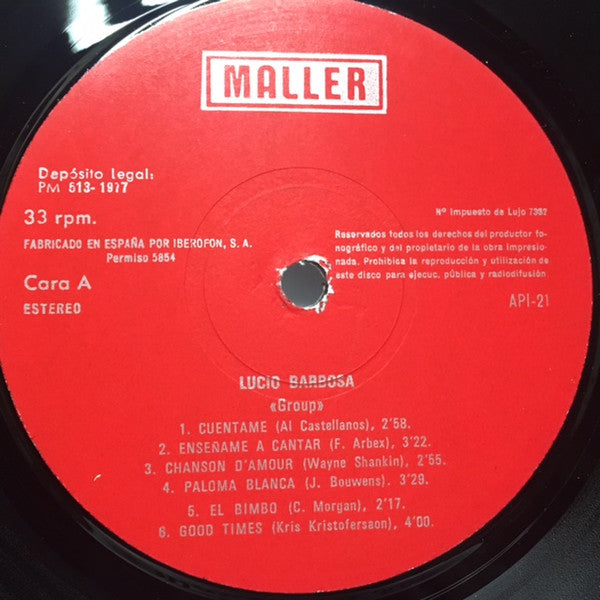 MALLER
Depósito legal:
PM 513-1977
33 rpm.
FABRICADO EN ESPAÑA POR IBEROFON, S. A.
Permiso 5854
Cara A
ESTEREO
Nº Impuesto de Lujo 7392
Reservados todos los derechos del productor fo-
nográfico y del propietario de la obra impresio-
nada. Prohibica la reproducción y utilización de
este disco para ejecuc. pública y radiodifusión
API-21
LUCIO BARBOSA
«Group»
1. CUENTAME (Al Castellanos), 2'58.
2. ENSEÑAME A CANTAR (F. Arbex), 3'22.
3. CHANSON D'AMOUR (Wayne Shankin), 2'55.
4. PALOMA BLANCA (J. Bouwens). 3'29.
5. EL BIMBO (C. Morgan), 2'17.
6. GOOD TIMES (Kris Kristofersaon), 4'00.